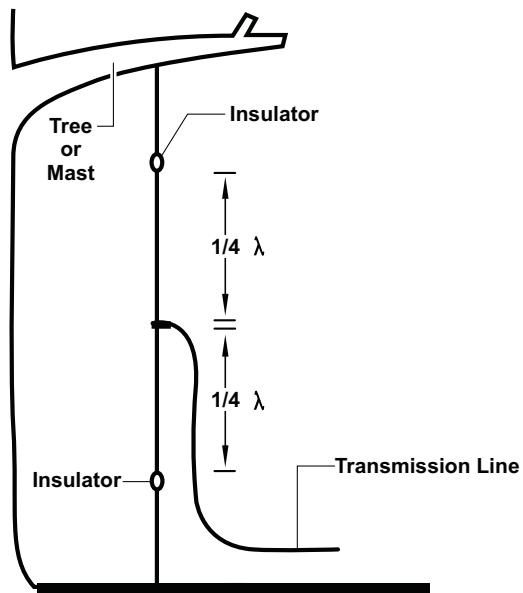 Insulator
Tree
or
Mast
1/4 λ
1/4 λ
Transmission Line
Insulator